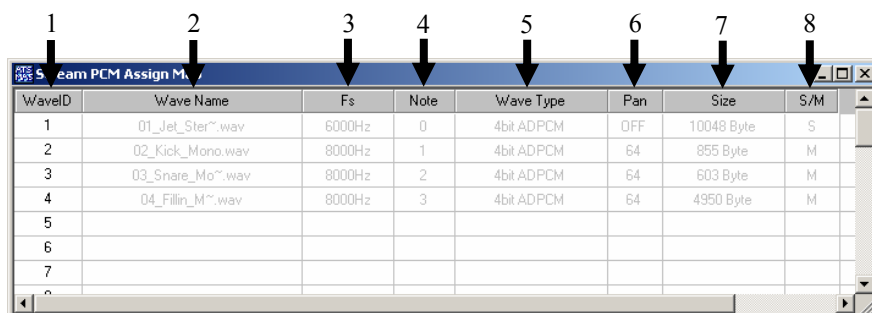 1 2 3 4 5 6 7 8
Stream PCM Assign Map
WaveID Wave Name Fs Note Wave Type Pan Size S/M
1 01_Jet_Ster~.wav 6000Hz 0 4bit ADPCM OFF 10048 Byte S
2 02_Kick_Mono.wav 8000Hz 1 4bit ADPCM 64 855 Byte M
3 03_Snare_Mo~.wav 8000Hz 2 4bit ADPCM 64 603 Byte M
4 04_Fillin_M~.wav 8000Hz 3 4bit ADPCM 64 4950 Byte M
5
6
7